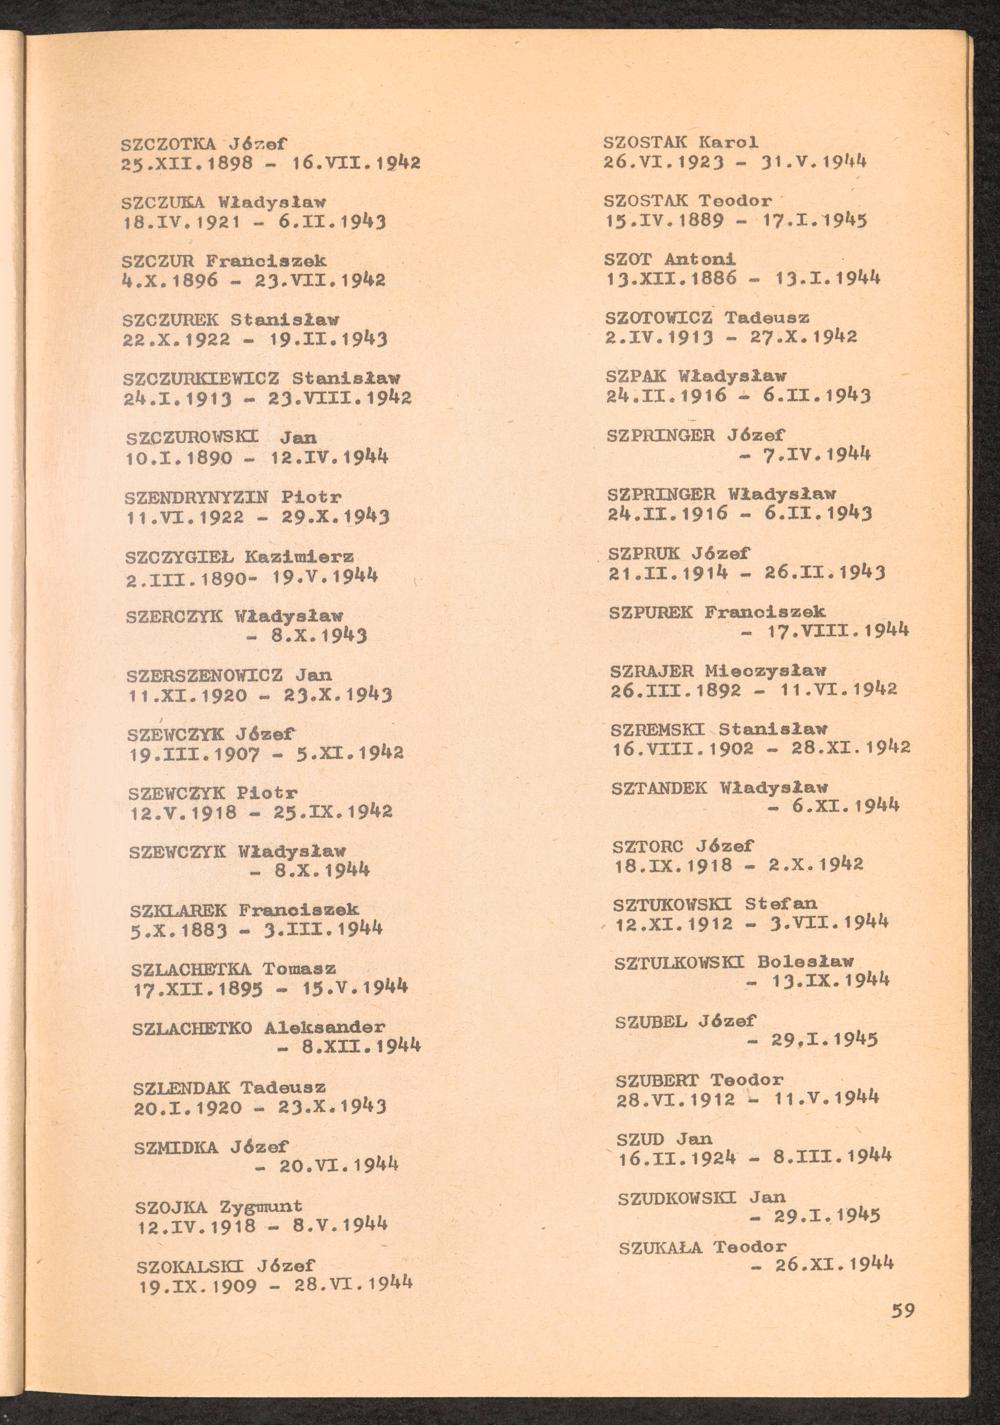 SZCZOTKA Józef
25.XII.1898 - 16.VII.1942
SZCZUKA Władysław
18.IV.1921 - 6.II.1943
SZCZUR Franciszek
4.X.1896 - 23.VII.1942
SZCZUREK Stanisław
22.X.1922 - 19.II.1943
SZCZURKIEWICZ Stanisław
24.I.1913 - 23.VIII.1942
SZCZUROWSKI Jan
10.I.1890 - 12.IV.1944
SZENDRYNYZIN Piotr
11.VI.1922 - 29.X.1943
SZCZYGIEŁ Kazimierz
2.III.1890- 19.V.1944
SZERCZYK Władysław
- 8.X.1943
SZERSZENOWICZ Jan
11.XI.1920 - 23.X.1943
SZEWCZYK Józef
19.III.1907 - 5.XI.1942
SZEWCZYK Piotr
12.V.1918 - 25.IX.1942
SZEWCZYK Władysław
- 8.X.1944
SZKLAREK Franciszek
5.X.1883 - 3.III.1944
SZLACHETKA Tomasz
17.XII.1895 - 15.V.1944
SZLACHETKO Aleksander
- 8.XII.1944
SZLENDAK Tadeusz
20.I.1920 - 23.X.1943
SZMIDKA Józef
- 20.VI.1944
SZOJKA Zygmunt
12.IV.1918 - 8.V.1944
SZOKALSKI Józef
19.IX.1909 - 28.VI.1944
SZOSTAK Karol
26.VI.1923 - 31.V.1944
SZOSTAK Teodor
15.IV.1889 - 17.I.1945
SZOT Antoni
13.XII.1886 - 13.I.1944
SZOTOWICZ Tadeusz
2.IV.1913 - 27.X.1942
SZPAK Władysław
24.II.1916 - 6.II.1943
SZPRINGER Józef
- 7.IV.1944
SZPRINGER Władysław
24.II.1916 - 6.II.1943
SZPRUK Józef
21.II.1914 - 26.II.1943
SZPUREK Franciszek
- 17.VIII.1944
SZRAJER Mieczysław
26.III.1892 - 11.VI.1942
SZREMSKI Stanisław
16.VIII.1902 - 28.XI.1942
SZTANDEK Władysław
- 6.XI.1944
SZTORC Józef
18.IX.1918 - 2.X.1942
SZTUKOWSKI Stefan
12.XI.1912 - 3.VII.1944
SZTULKOWSKI Bolesław
- 13.IX.1944
SZUBEL Józef
- 29.I.1945
SZUBERT Teodor
28.VI.1912 - 11.V.1944
SZUD Jan
16.II.1924 - 8.III.1944
SZUDKOWSKI Jan
- 29.I.1945
SZUKAŁA Teodor
- 26.XI.1944
59